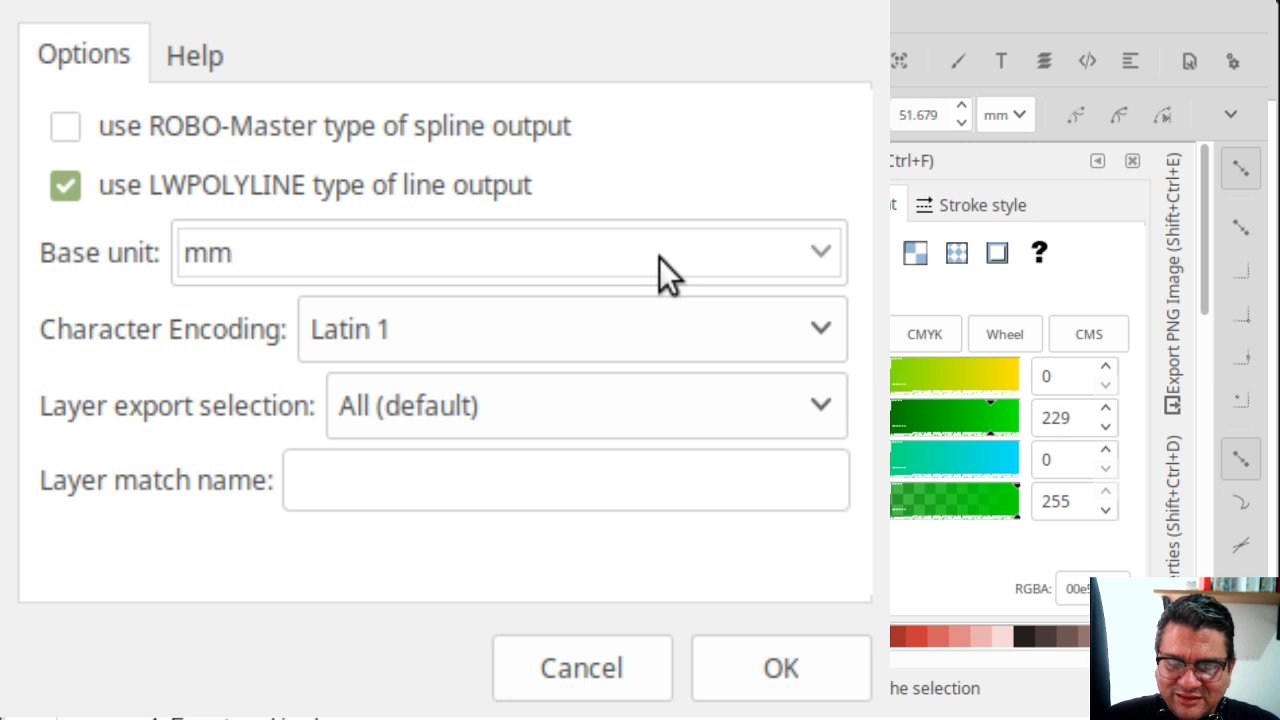 Options
Help
use ROBO-Master type of spline output
use LWPOLYLINE type of line output
Base unit: mm
Character Encoding: Latin 1
Layer export selection: All (default)
Layer match name:
Cancel
OK
T
51.679
mm
Ctrl+F)
Stroke style
?
CMYK
Wheel
CMS
0
229
0
255
RGBA:
he selection
Export PNG Image (Shift+Ctrl+E)
(Shift+Ctrl+D)